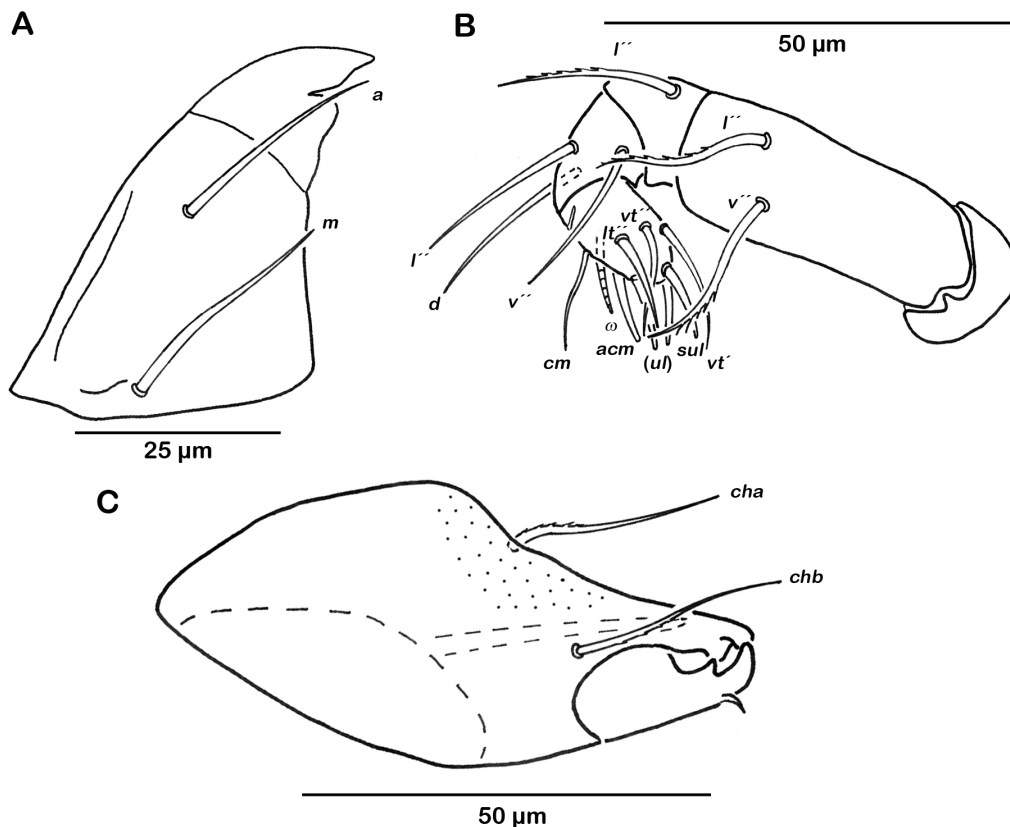 A
a
m
25 µm
B
50 µm
l´´
l´´
v´´
l´´
d
v´´
lt´´
vt´´
cm
ω
acm
(ul)
sul
vt´
C
cha
chb
50 µm